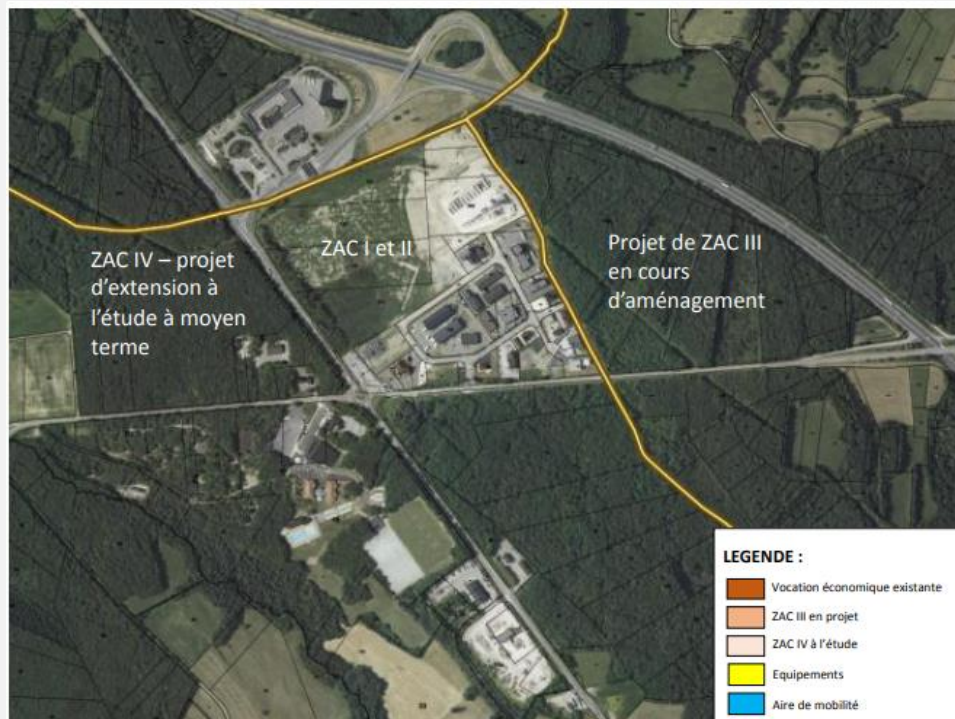 ZAC I et II
ZAC IV – projet
d'extension à
l'étude à moyen
terme
Projet de ZAC III
en cours
d'aménagement
LEGENDE :
Vocation économique existante
ZAC III en projet
ZAC IV à l'étude
Equipements
Aire de mobilité